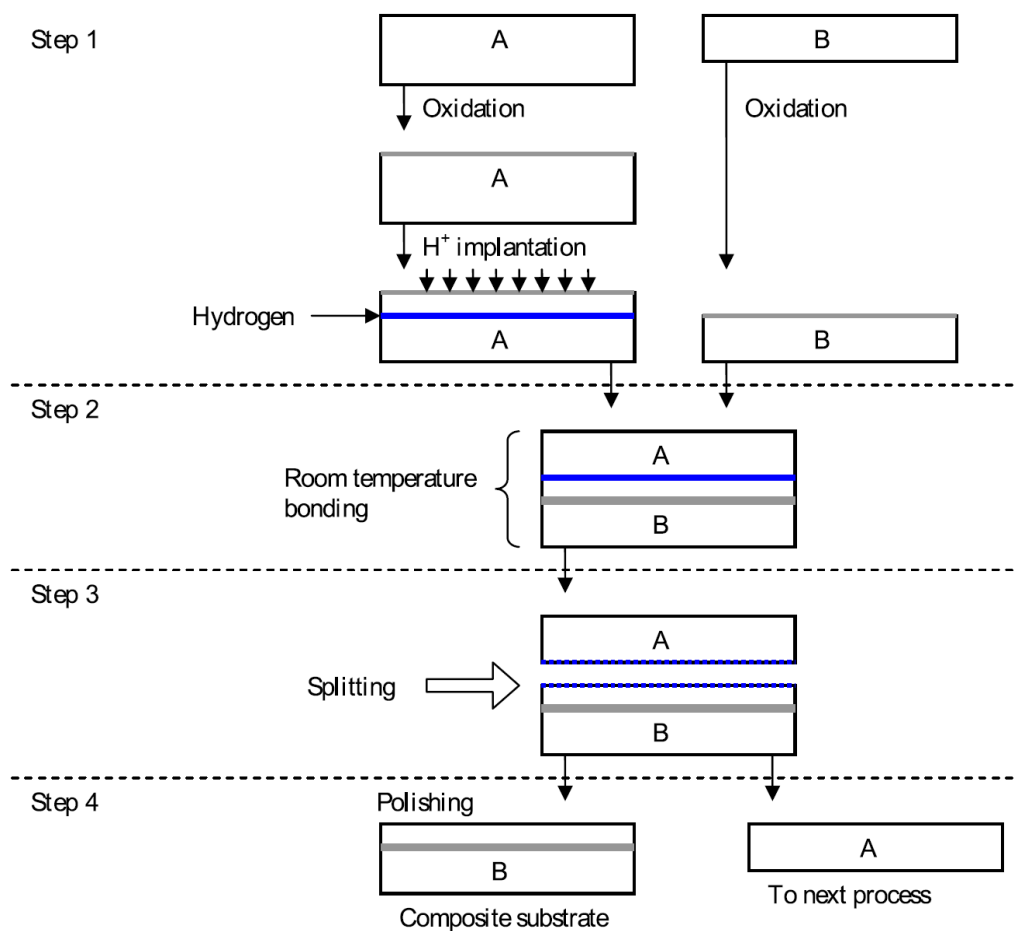 Step 1
A
B
Oxidation
Oxidation
A
H+ implantation
Hydrogen
A
B
Step 2
A
Room temperature
bonding
B
Step 3
A
Splitting
B
Step 4
Polishing
B
A
Composite substrate
To next process